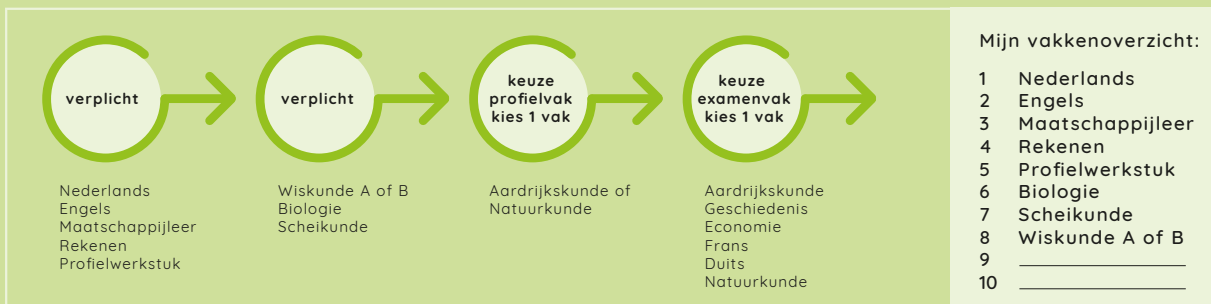 verplicht
verplicht
keuze
profielvak
kies 1 vak
keuze
examenvak
kies 1 vak
Nederlands
Engels
Maatschappijleer
Rekenen
Profielwerkstuk
Wiskunde A of B
Biologie
Scheikunde
Aardrijkskunde of
Natuurkunde
Aardrijkskunde
Geschiedenis
Economie
Frans
Duits
Natuurkunde
Mijn vakkenoverzicht:
1 Nederlands
2 Engels
3 Maatschappijleer
4 Rekenen
5 Profielwerkstuk
6 Biologie
7 Scheikunde
8 Wiskunde A of B
9
10